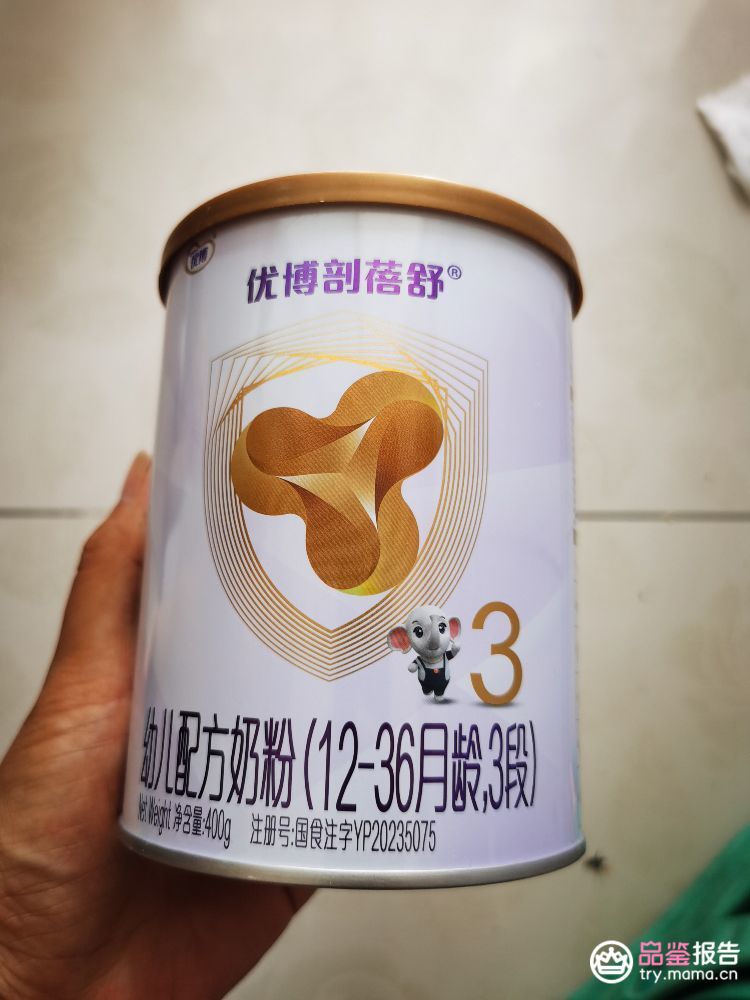 优博
优博剖蓓舒®
3
幼儿配方奶粉(12-36月龄,3段)
Net Weight 净含量:400g 注册号:国食注字YP20235075
品鉴报告
try.mama.cn